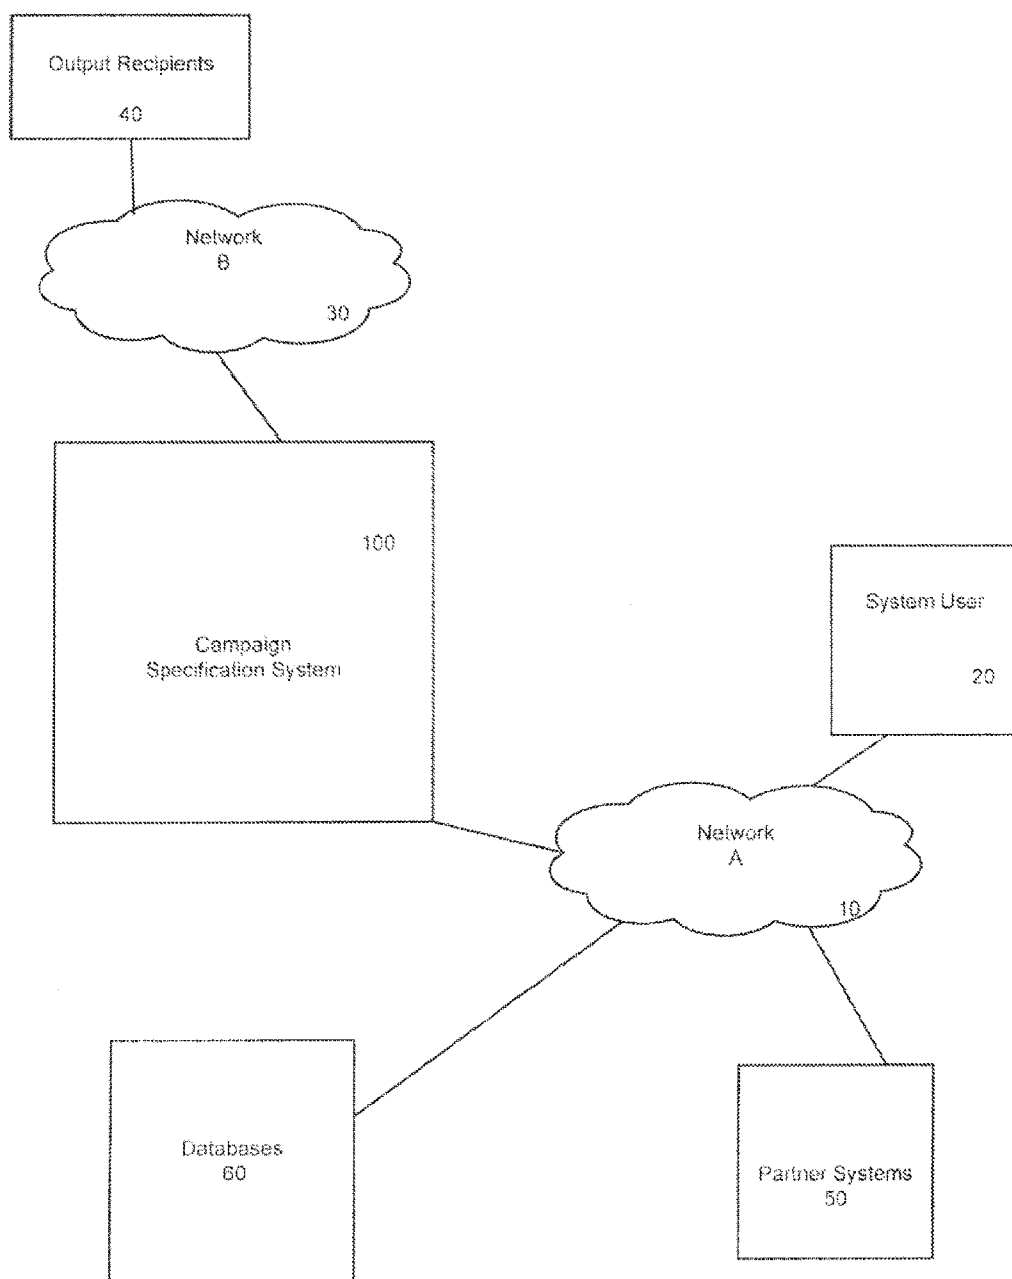 Output Recipients
40
Network
B
30
100
Campaign
Specification System
System User
20
Network
A
10
Databases
60
Partner Systems
50